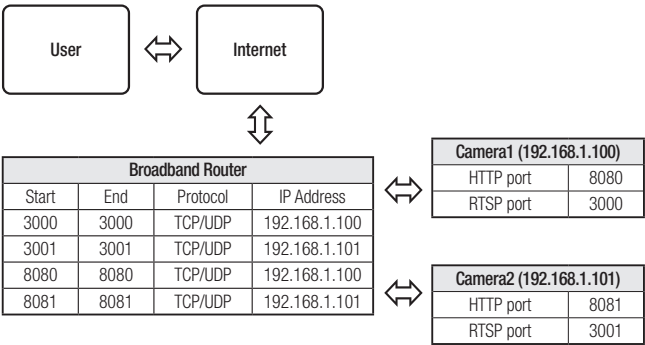 User
Internet
Broadband Router
Start End Protocol IP Address
3000 3000 TCP/UDP 192.168.1.100
3001 3001 TCP/UDP 192.168.1.101
8080 8080 TCP/UDP 192.168.1.100
8081 8081 TCP/UDP 192.168.1.101
Camera1 (192.168.1.100)
HTTP port 8080
RTSP port 3000
Camera2 (192.168.1.101)
HTTP port 8081
RTSP port 3001